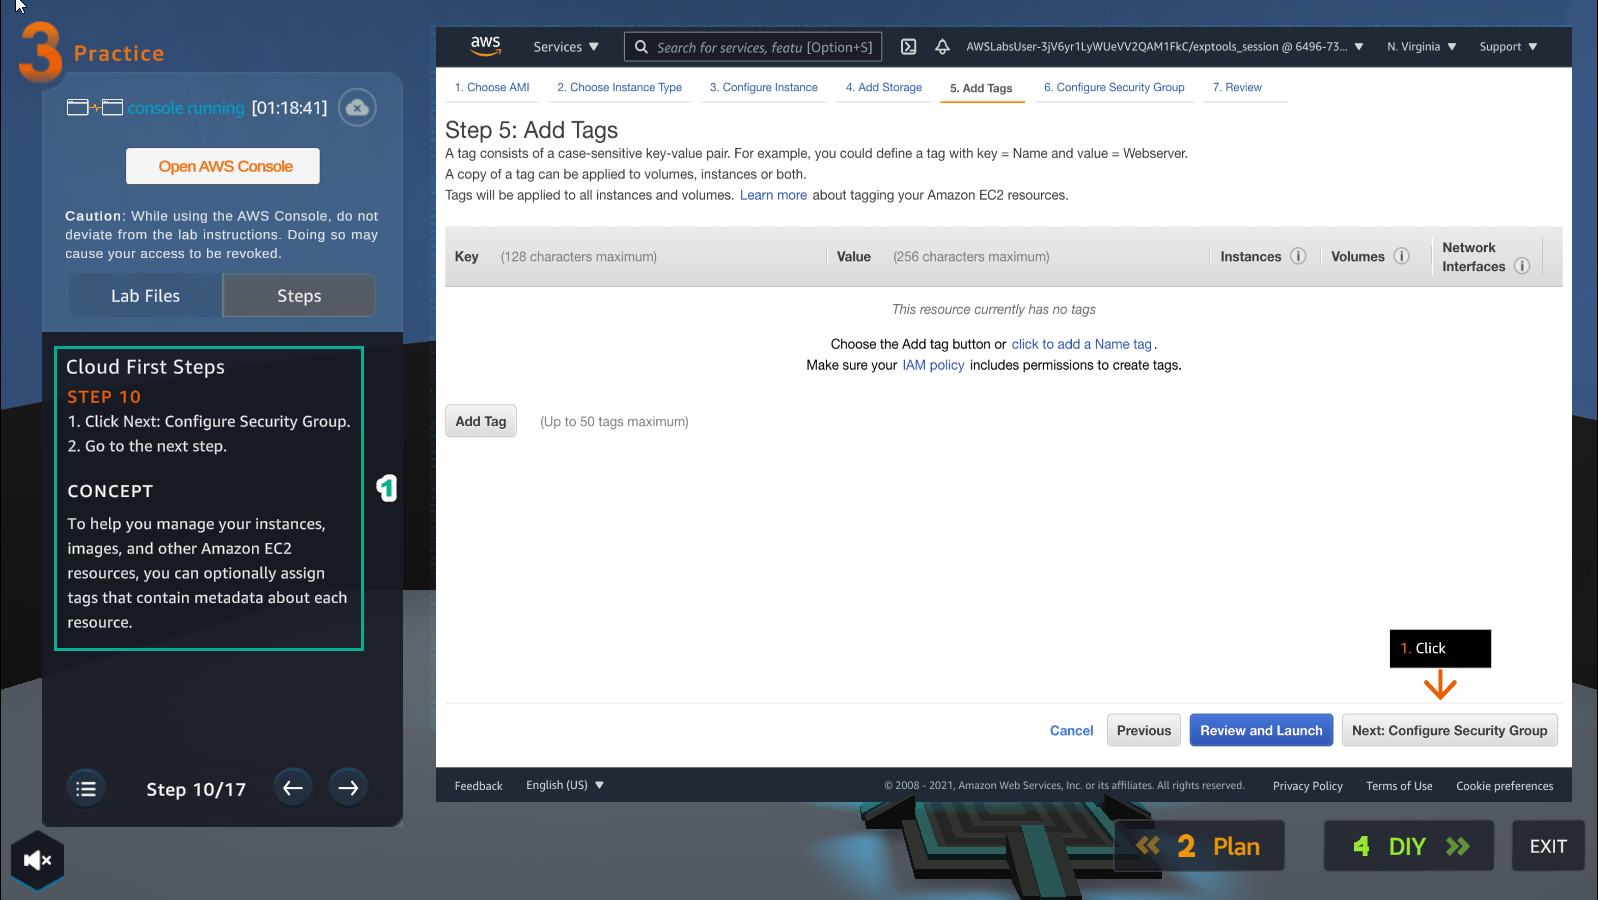 3 Practice
console running [01:18:41]
Open AWS Console
Caution: While using the AWS Console, do not
deviate from the lab instructions. Doing so may
cause your access to be revoked.
Lab Files Steps
Cloud First Steps
STEP 10
1. Click Next: Configure Security Group.
2. Go to the next step.
CONCEPT
To help you manage your instances,
images, and other Amazon EC2
resources, you can optionally assign
tags that contain metadata about each
resource.
1
Step 10/17
aws Services ▼ Search for services, featu [Option+S] AWSLabsUser-3jV6yr1LyWUeVV2QAM1FkC/exptools_session @ 6496-73... ▼ N. Virginia ▼ Support ▼
1. Choose AMI 2. Choose Instance Type 3. Configure Instance 4. Add Storage 5. Add Tags 6. Configure Security Group 7. Review
Step 5: Add Tags
A tag consists of a case-sensitive key-value pair. For example, you could define a tag with key = Name and value = Webserver.
A copy of a tag can be applied to volumes, instances or both.
Tags will be applied to all instances and volumes. Learn more about tagging your Amazon EC2 resources.
Key (128 characters maximum) Value (256 characters maximum) Instances i Volumes i Network
Interfaces i
This resource currently has no tags
Choose the Add tag button or click to add a Name tag.
Make sure your IAM policy includes permissions to create tags.
Add Tag (Up to 50 tags maximum)
1. Click
Cancel Previous Review and Launch Next: Configure Security Group
Feedback English (US) ▼ © 2008 - 2021, Amazon Web Services, Inc. or its affiliates. All rights reserved. Privacy Policy Terms of Use Cookie preferences
2 Plan 4 DIY EXIT